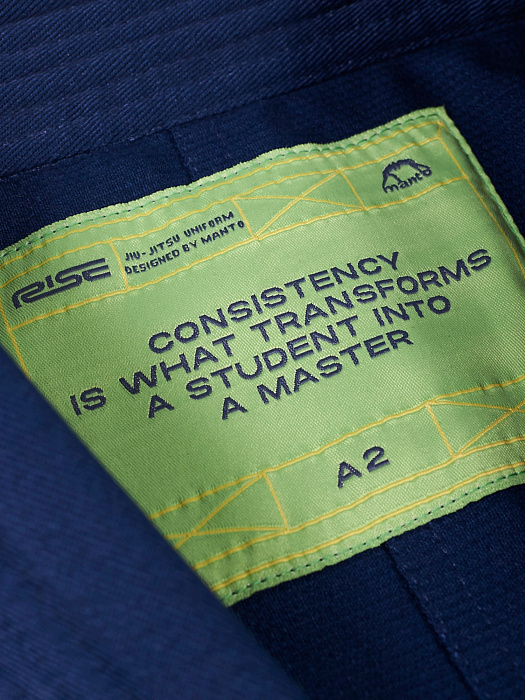 RISE
JIU-JITSU UNIFORM
DESIGNED BY MANTO
manto
CONSISTENCY
IS WHAT TRANSFORMS
A STUDENT INTO
A MASTER
A2